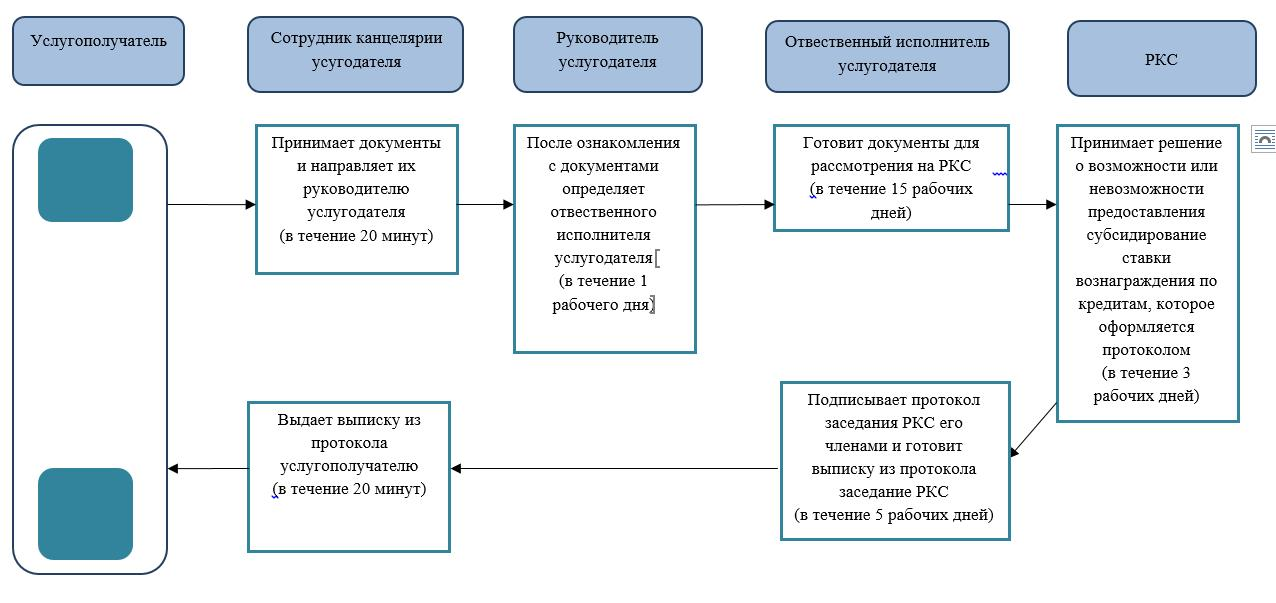 Услугополучатель
Сотрудник канцелярии
усугодателя
Руководитель
услугодателя
Отвественный исполнитель
услугодателя
РКС
Принимает документы
и направляет их
руководителю
услугодателя
(в течение 20 минут)
После ознакомления
с документами
определяет
отвественного
исполнителя
услугодателя[
(в течение 1
рабочего дня)]
Готовит документы для
рассмотрения на РКС
(в течение 15 рабочих
дней)
Принимает решение
о возможности или
невозможности
предоставления
субсидирование
ставки
вознаграждения по
кредитам, которое
оформляется
протоколом
(в течение 3
рабочих дней)
Выдает выписку из
протокола
услугополучателю
(в течение 20 минут)
Подписывает протокол
заседания РКС его
членами и готовит
выписку из протокола
заседание РКС
(в течение 5 рабочих дней)